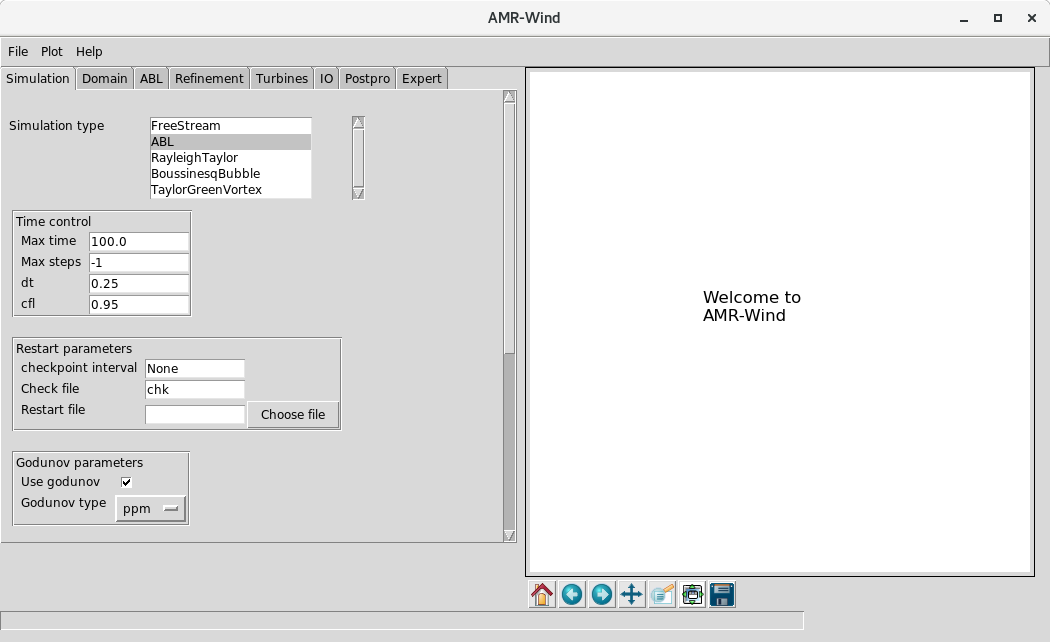 AMR-Wind
File Plot Help
Simulation Domain ABL Refinement Turbines IO Postpro Expert
Simulation type
FreeStream
ABL
RayleighTaylor
BoussinesqBubble
TaylorGreenVortex
Time control
Max time 100.0
Max steps -1
dt 0.25
cfl 0.95
Restart parameters
checkpoint interval None
Check file chk
Restart file Choose file
Godunov parameters
Use godunov
Godunov type ppm
Welcome to
AMR-Wind